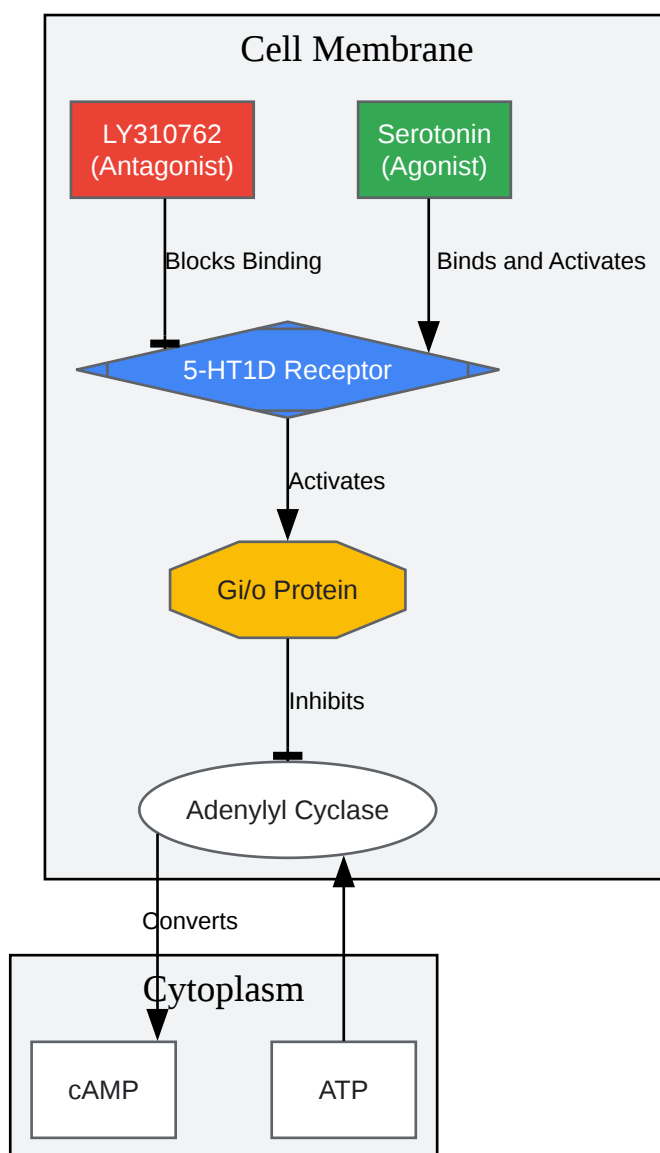 Cell Membrane
LY310762
(Antagonist)
Serotonin
(Agonist)
Blocks Binding
Binds and Activates
5-HT1D Receptor
Activates
Gi/o Protein
Inhibits
Adenylyl Cyclase
Converts
Cytoplasm
cAMP
ATP